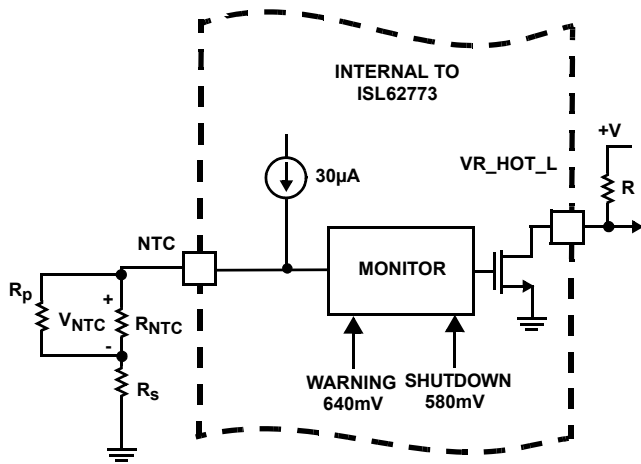 INTERNAL TO
ISL62773
+V
VR_HOT_L
R
30µA
NTC
MONITOR
Rp
+
VNTC
RNTC
-
Rs
WARNING
640mV
SHUTDOWN
580mV